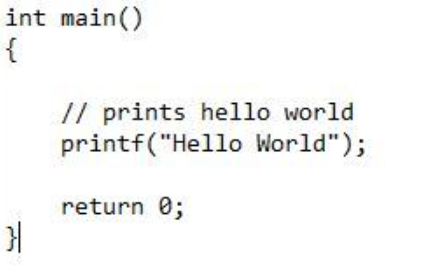 int main()
{
// prints hello world
printf("Hello World");
return 0;
}